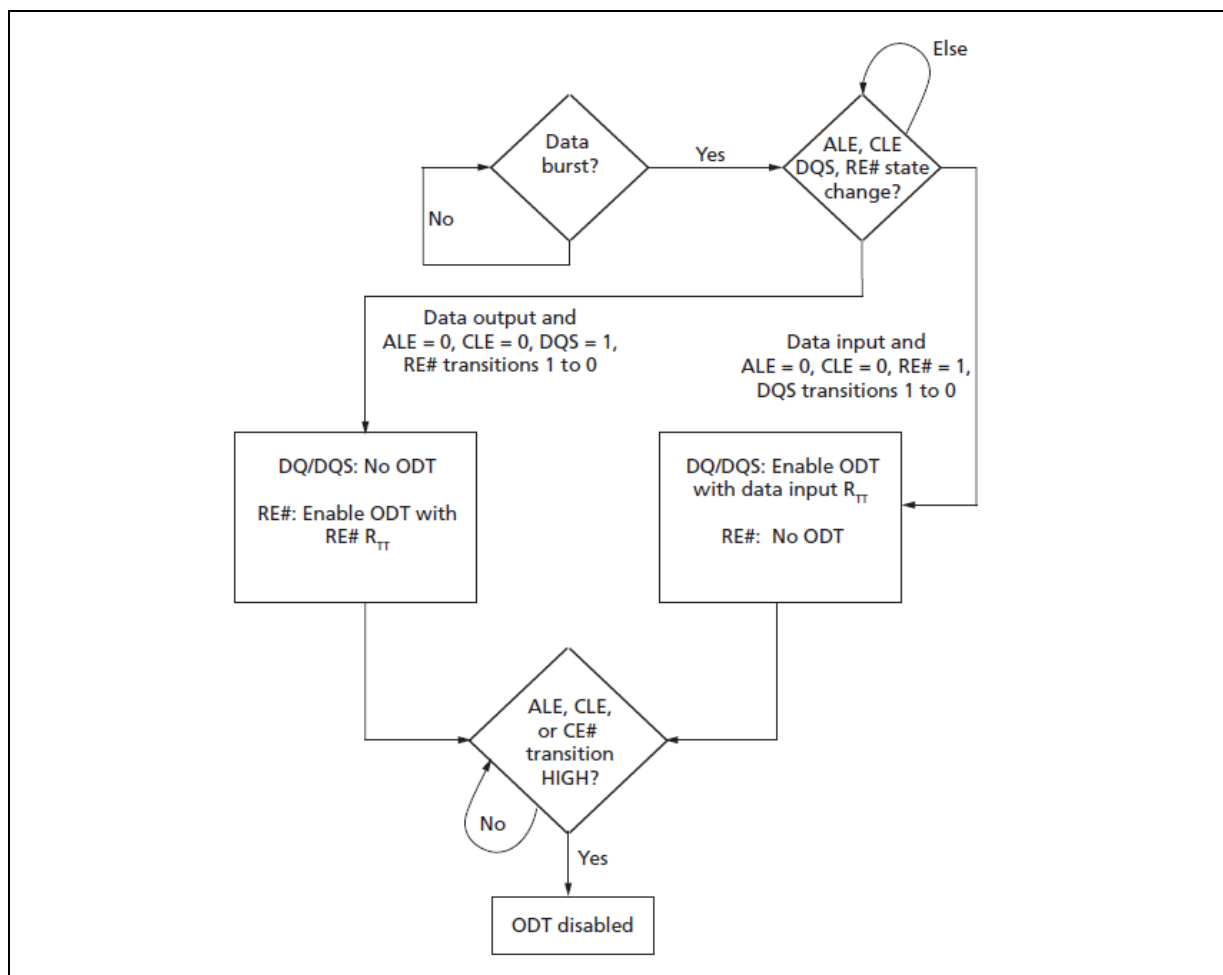 Else
Data
burst?
Yes
ALE, CLE
DQS, RE# state
change?
No
Data output and
ALE = 0, CLE = 0, DQS = 1,
RE# transitions 1 to 0
Data input and
ALE = 0, CLE = 0, RE# = 1,
DQS transitions 1 to 0
DQ/DQS: No ODT
RE#: Enable ODT with
RE# RTT
DQ/DQS: Enable ODT
with data input RTT
RE#: No ODT
ALE, CLE,
or CE#
transition
HIGH?
No
Yes
ODT disabled